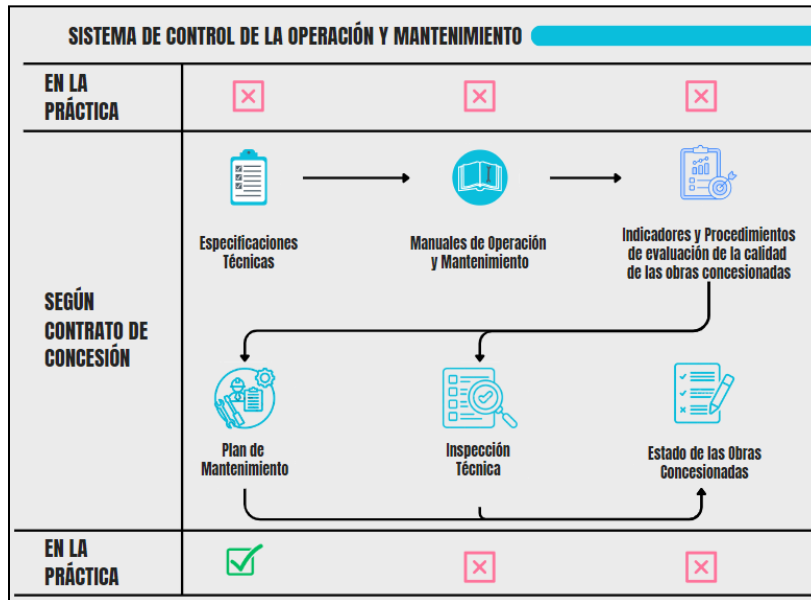 SISTEMA DE CONTROL DE LA OPERACIÓN Y MANTENIMIENTO
EN LA
PRÁCTICA
Especificaciones
Técnicas
Manuales de Operación
y Mantenimiento
Indicadores y Procedimientos
de evaluación de la calidad
de las obras concesionadas
SEGÚN
CONTRATO DE
CONCESIÓN
Plan de
Mantenimiento
Inspección
Técnica
Estado de las Obras
Concesionadas
EN LA
PRÁCTICA